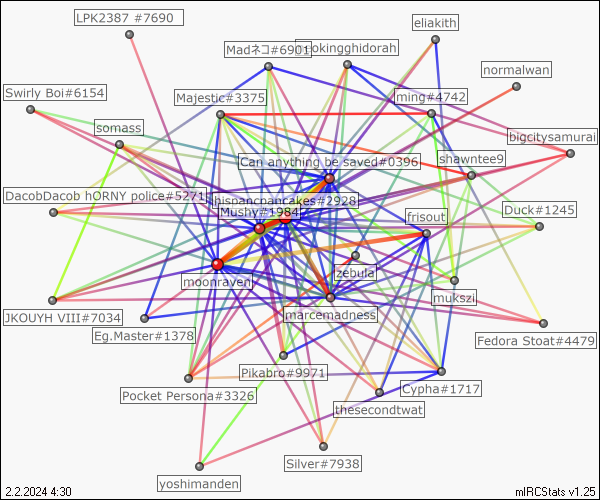 LPK2387 #7690
eliakith
Madネコ#6901
okingghidorah
normalwan
Swirly Boi#6154
Majestic#3375
ming#4742
somass
bigcitysamurai
shawntee9
Can anything be saved#0396
DacobDacob hORNY police#5271
hispancpancakes#2928
Mushy#1984
Duck#1245
frisout
zebula
moonraven
mukszi
JKOUYH VIII#7034
marcemadness
Eg.Master#1378
Fedora Stoat#4479
Pikabro#9971
Cypha#1717
Pocket Persona#3326
thesecondtwat
Silver#7938
yoshimanden
2.2.2024 4:30
mIRCStats v1.25